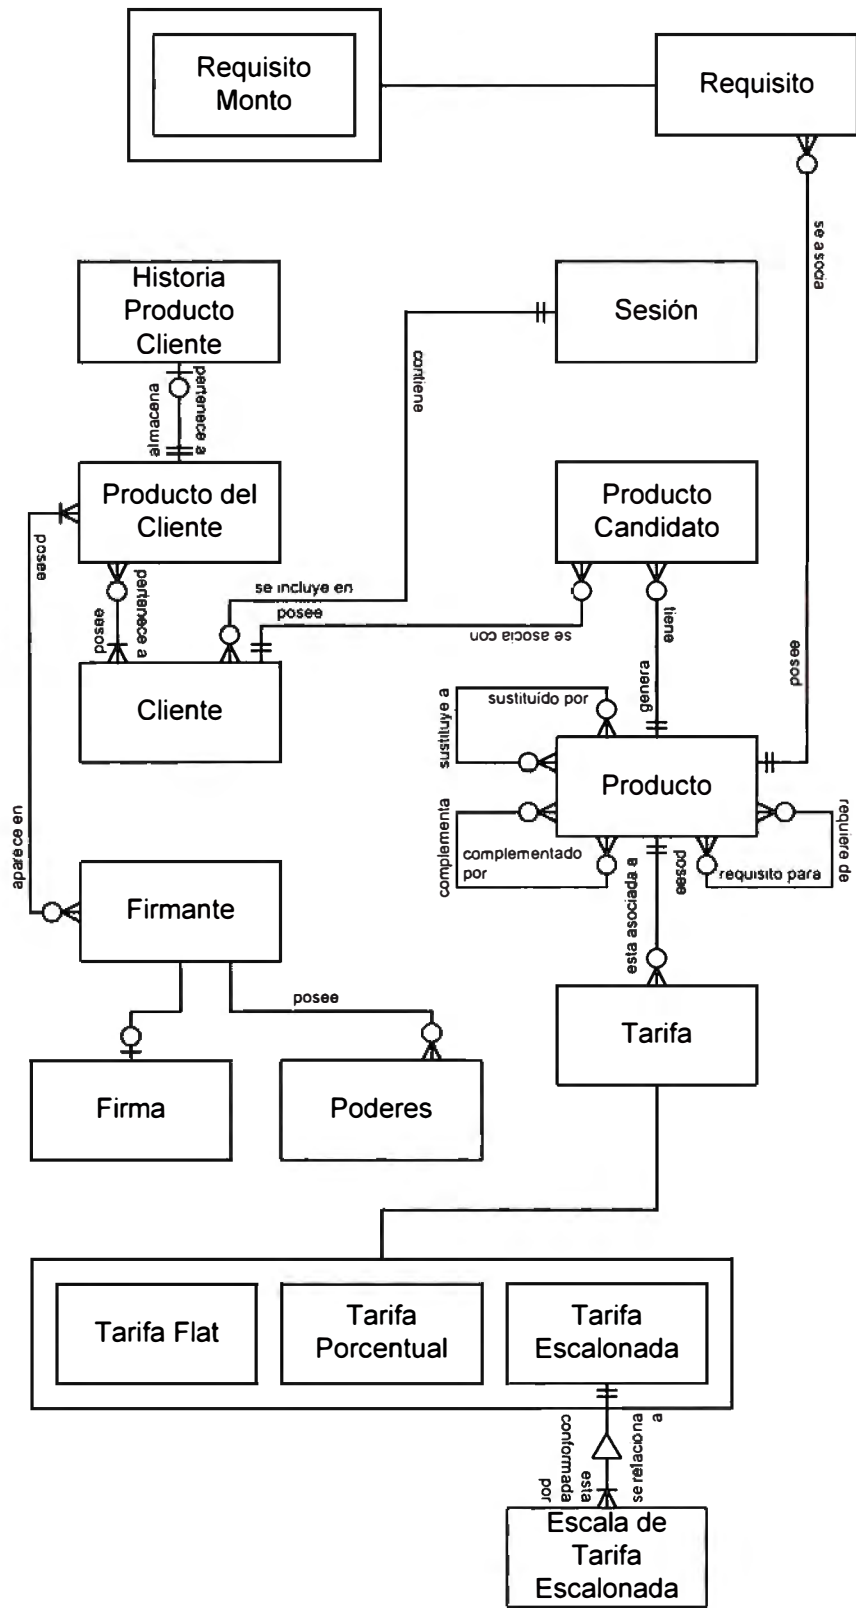 Requisito
Monto
Requisito
se asocia
Historia
Producto
Cliente
Sesión
contiene
almacena
pertenece a
Producto del
Cliente
Producto
Candidato
posee
posee
pertenece a
se incluye en
posee
se asocia con
tiene
genera
posee
Cliente
sustituye a
sustituído por
Producto
complementa
complementado
por
requiere de
requisito para
aparece en
Firmante
esta asociada a
posee
posee
Tarifa
Firma
Poderes
Tarifa Flat
Tarifa
Porcentual
Tarifa
Escalonada
se relaciona
a
esta
conformada
por
Escala de
Tarifa
Escalonada